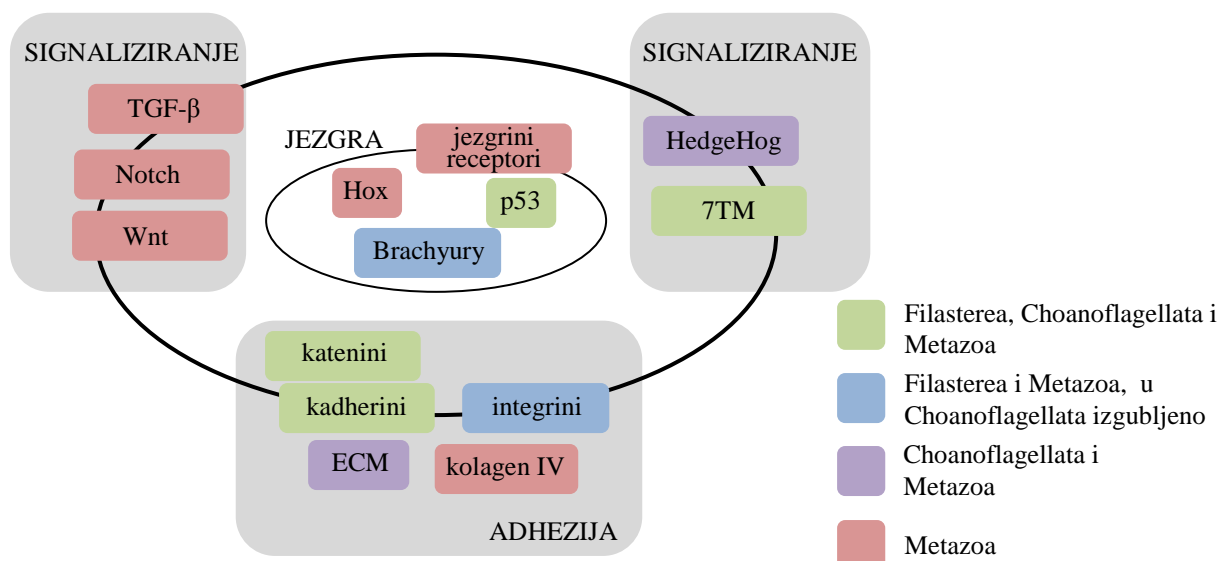 SIGNALIZIRANJE
TGF-β
Notch
Wnt
JEZGRA
jezgrini
receptori
Hox
p53
Brachyury
SIGNALIZIRANJE
HedgeHog
7TM
katenini
kadherini
integrini
ECM
kolagen IV
ADHEZIJA
Filasterea, Choanoflagellata i
Metazoa
Filasterea i Metazoa, u
Choanoflagellata izgubljeno
Choanoflagellata i
Metazoa
Metazoa